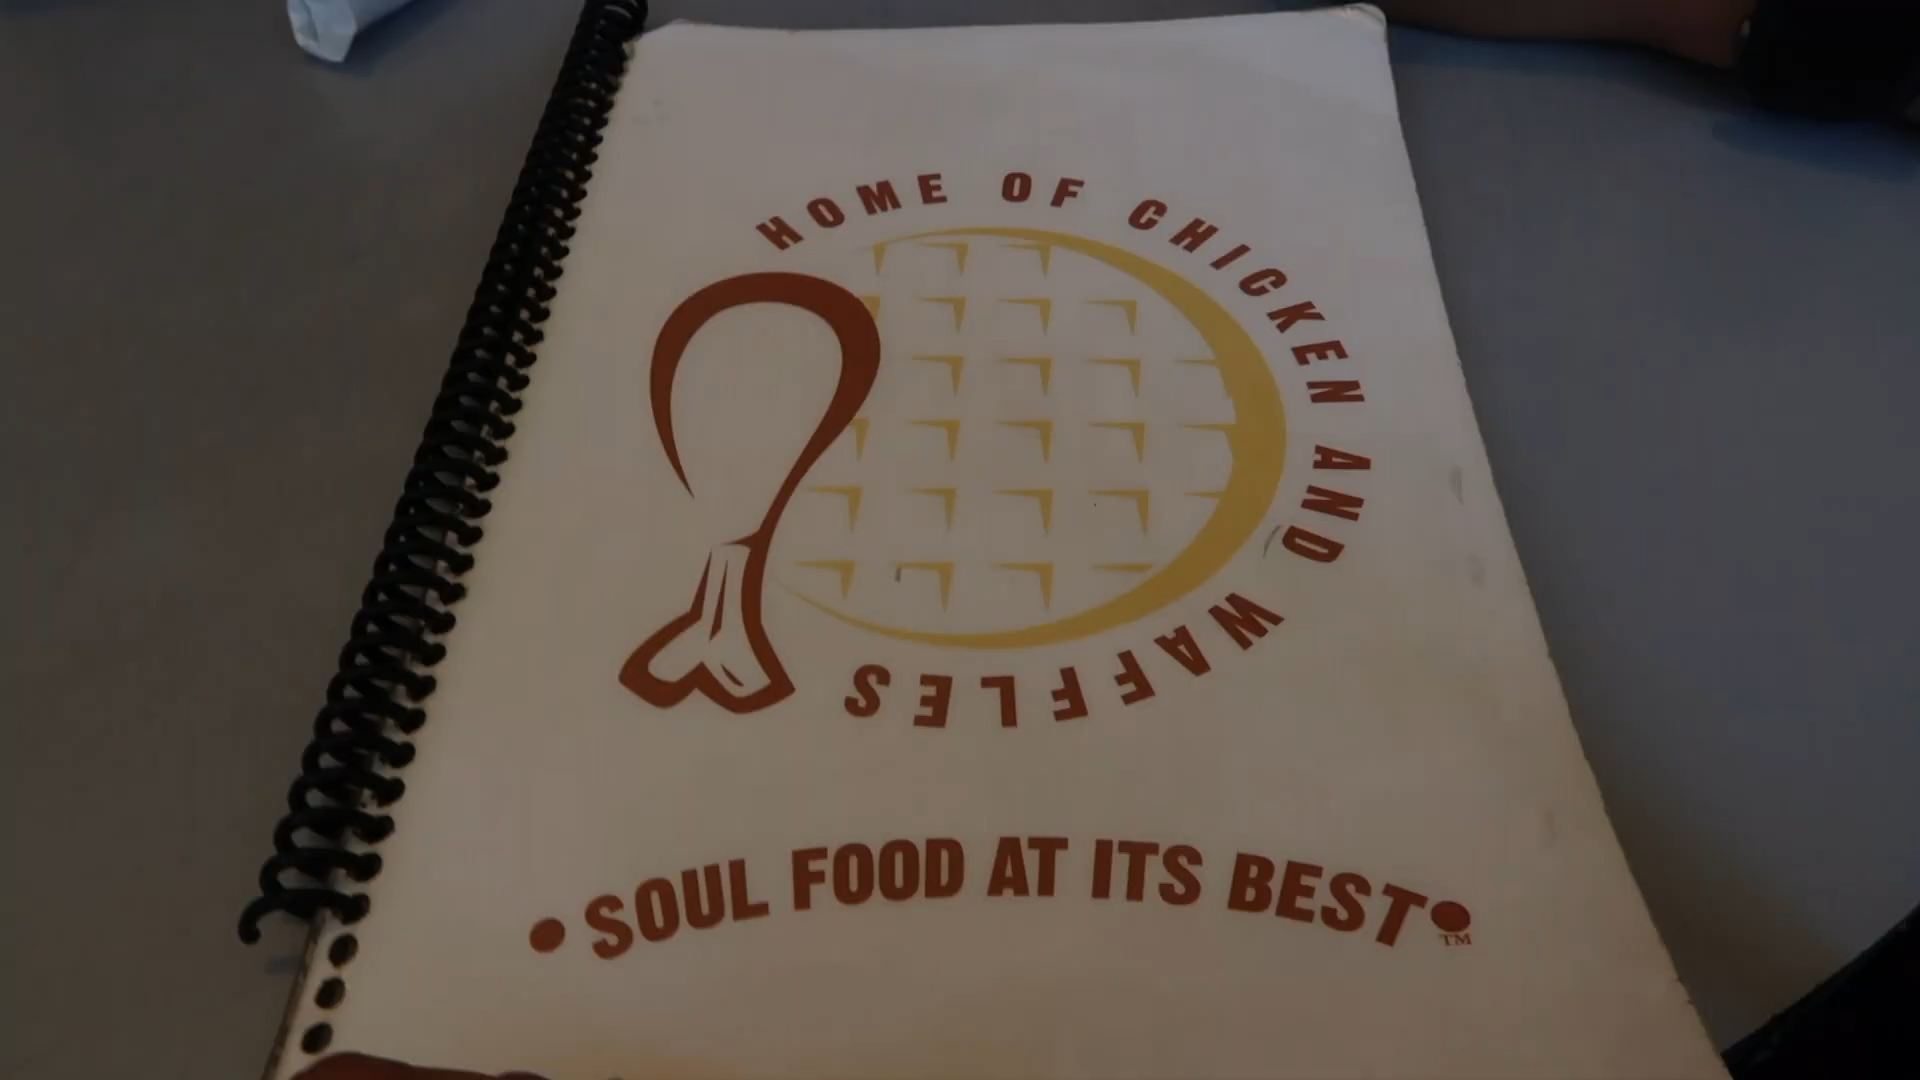 HOME OF CHICKEN AND WAFFLES
• SOUL FOOD AT ITS BEST •
TM